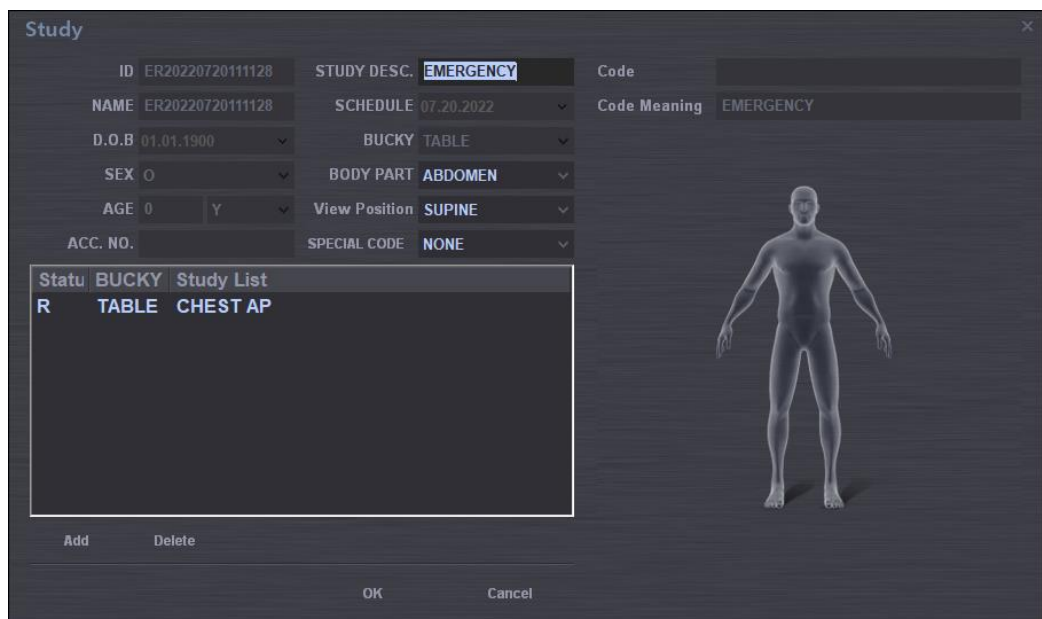 Study
ID ER20220720111128 STUDY DESC. EMERGENCY Code
NAME ER20220720111128 SCHEDULE 07.20.2022 Code Meaning EMERGENCY
D.O.B 01.01.1900 BUCKY TABLE
SEX O BODY PART ABDOMEN
AGE 0 Y View Position SUPINE
ACC. NO. SPECIAL CODE NONE
Statu BUCKY Study List
R TABLE CHEST AP
Add Delete
OK Cancel